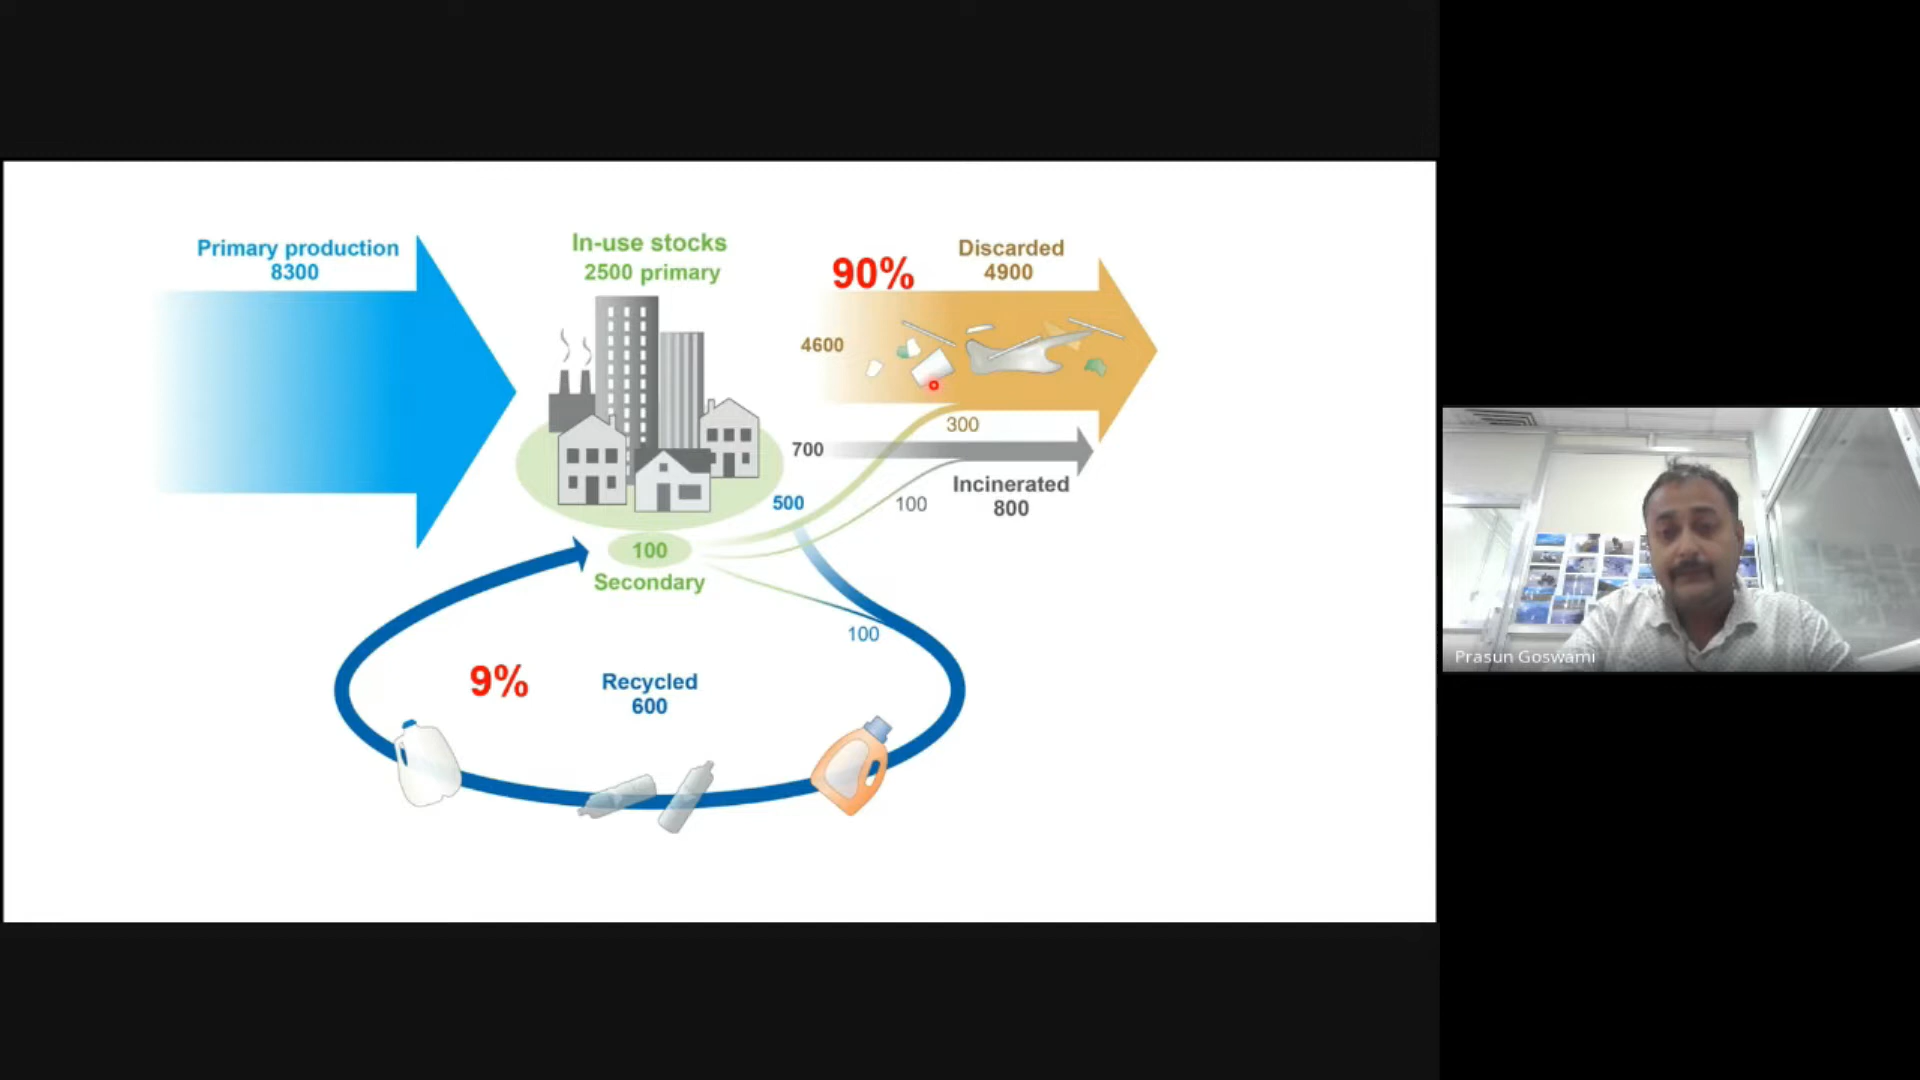 Primary production
8300
In-use stocks
2500 primary
90%
Discarded
4900
4600
300
700
Incinerated
800
500
100
100
Secondary
100
9%
Recycled
600
Prasun Goswami